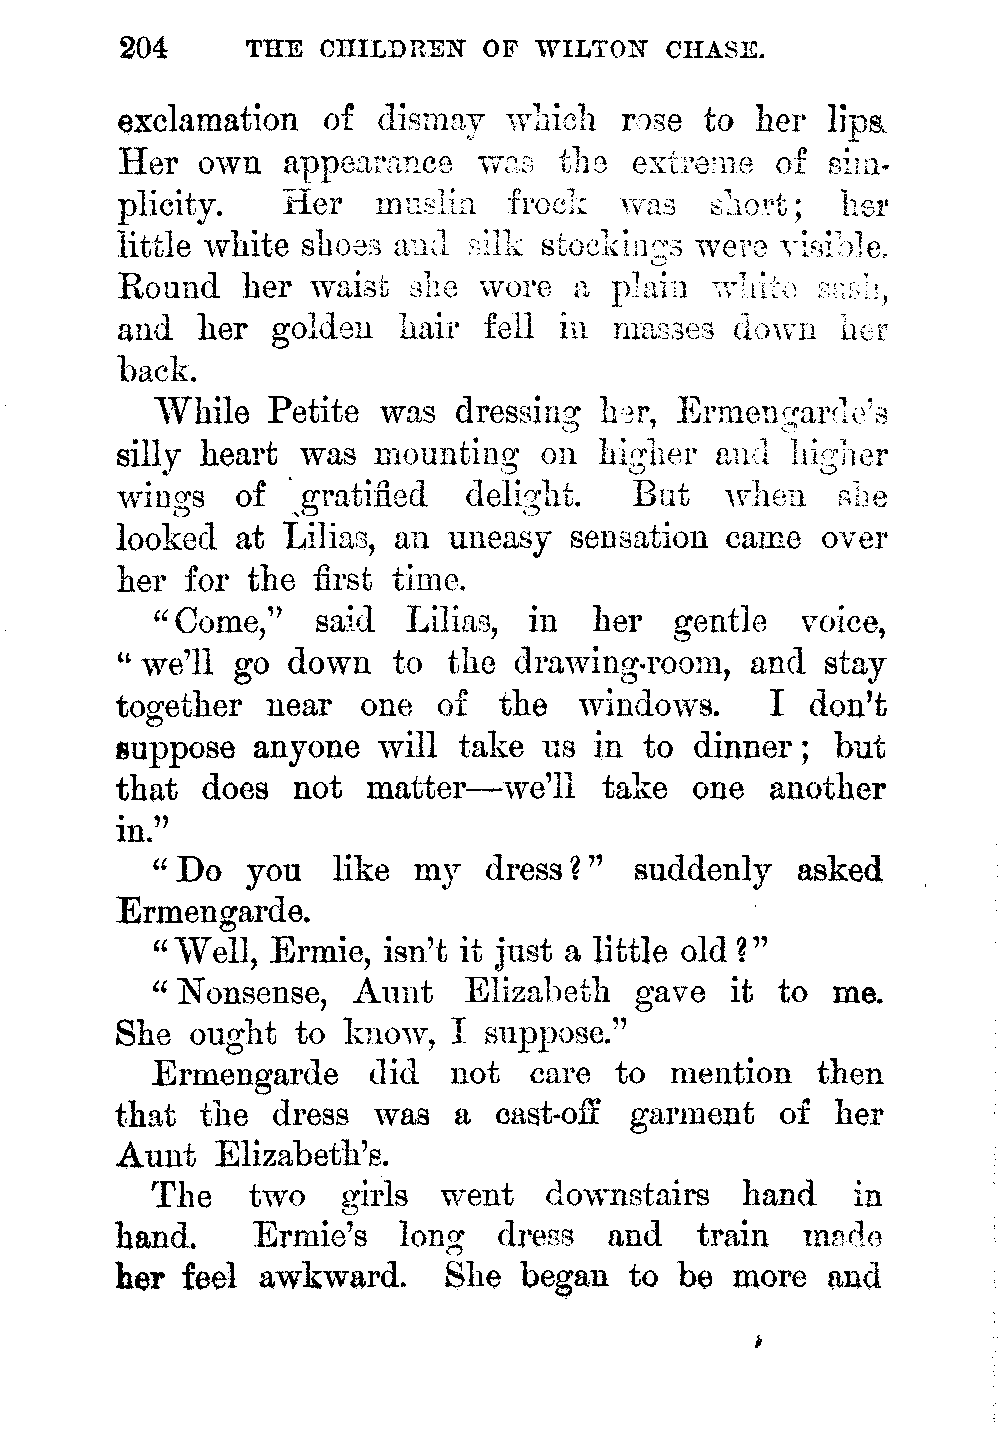 204 THE CHILDREN OF WILTON CHASE.
exclamation of dismay which rose to her lips.
Her own appearance was the extreme of sim-
plicity. Her muslin frock was short; her
little white shoes and silk stockings were visible.
Round her waist she wore a plain white sash,
and her golden hair fell in masses down her
back.
While Petite was dressing her, Ermengarde's
silly heart was mounting on higher and higher
wings of gratified delight. But when she
looked at Lilias, an uneasy sensation came over
her for the first time.
"Come," said Lilias, in her gentle voice,
"we'll go down to the drawing-room, and stay
together near one of the windows. I don't
suppose anyone will take us in to dinner; but
that does not matter—we'll take one another
in."
"Do you like my dress?" suddenly asked
Ermengarde.
"Well, Ermie, isn't it just a little old?"
"Nonsense, Aunt Elizabeth gave it to me.
She ought to know, I suppose."
Ermengarde did not care to mention then
that the dress was a cast-off garment of her
Aunt Elizabeth's.
The two girls went downstairs hand in
hand. Ermie's long dress and train made
her feel awkward. She began to be more and